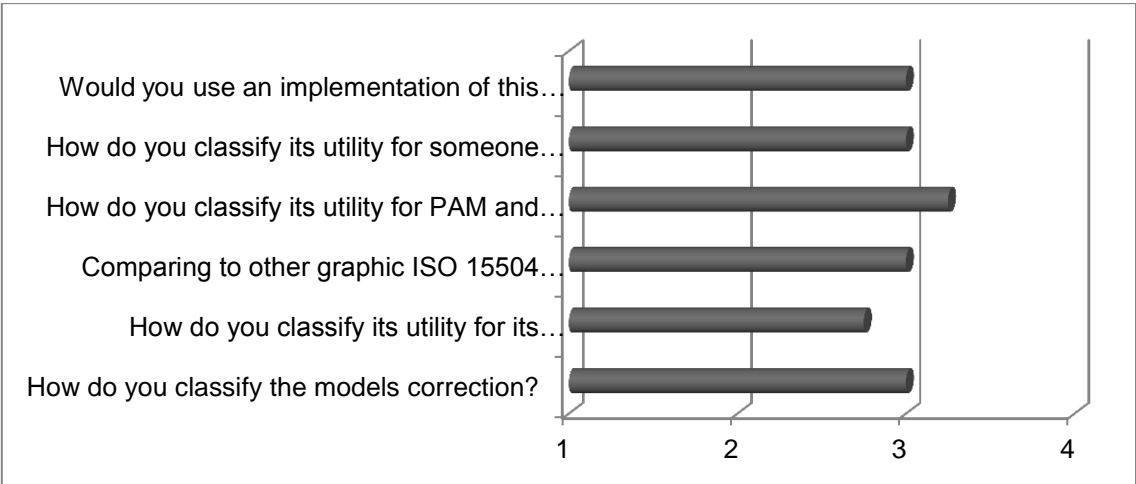 Would you use an implementation of this…
How do you classify its utility for someone…
How do you classify its utility for PAM and…
Comparing to other graphic ISO 15504…
How do you classify its utility for its…
How do you classify the models correction?
1 2 3 4